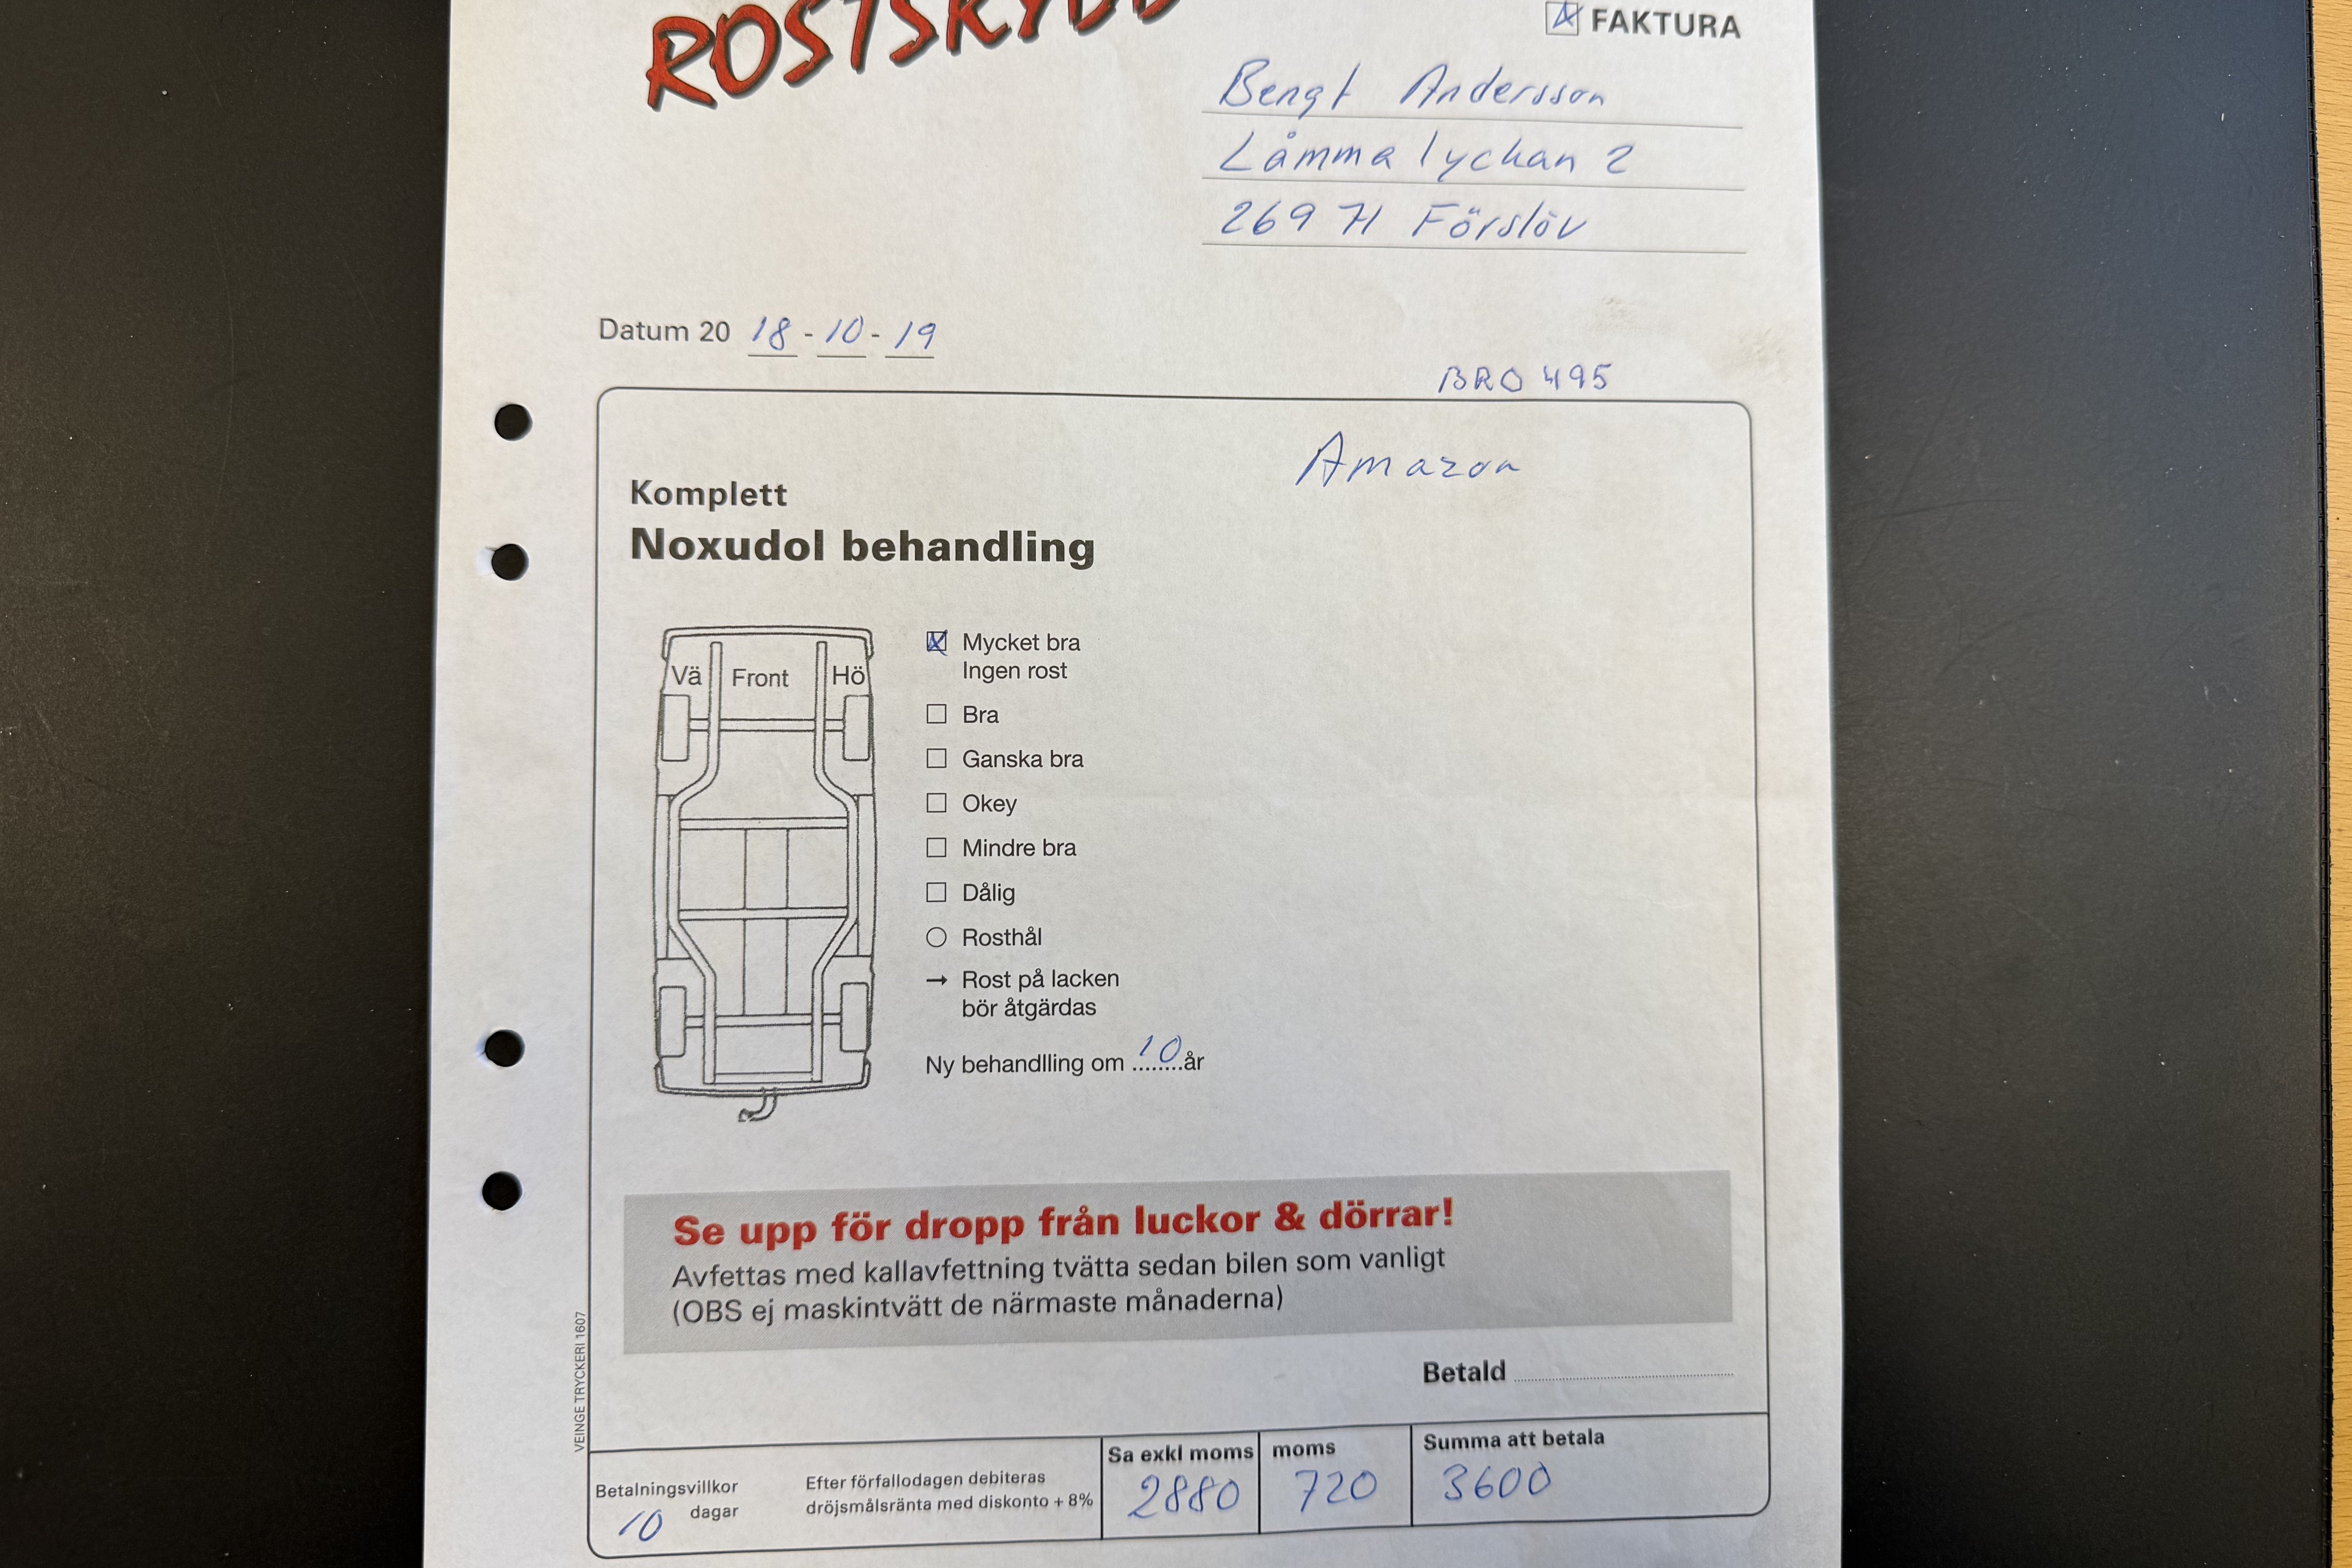 ROSTSKYDD
FAKTURA
Bengt Andersson
Låmma lyckan 2
269 71 Förslöv
Datum 20 18 - 10 - 19
BRO 495
Amazon
Komplett
Noxudol behandling
Vä Front Hö
Mycket bra
Ingen rost
Bra
Ganska bra
Okey
Mindre bra
Dålig
Rosthål
→ Rost på lacken
bör åtgärdas
Ny behandlling om 10 år
Se upp för dropp från luckor & dörrar!
Avfettas med kallavfettning tvätta sedan bilen som vanligt
(OBS ej maskintvätt de närmaste månaderna)
VEINGE TRYCKERI 1607
Betald
Betalningsvillkor
10 dagar
Efter förfallodagen debiteras
dröjsmålsränta med diskonto + 8%
Sa exkl moms
2880
moms
720
Summa att betala
3600